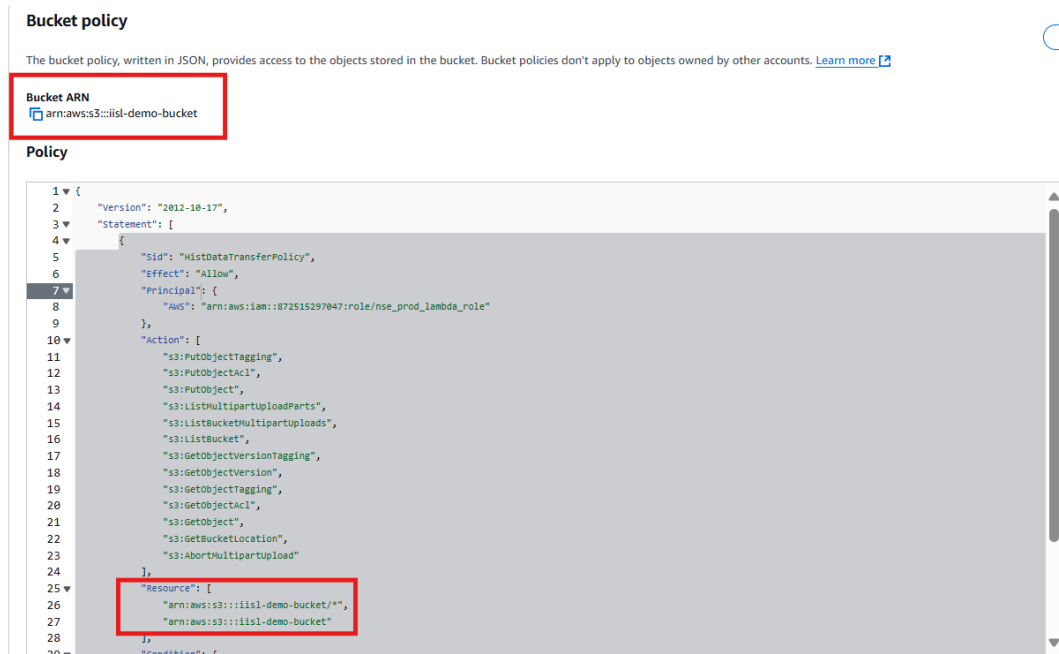 Bucket policy
The bucket policy, written in JSON, provides access to the objects stored in the bucket. Bucket policies don't apply to objects owned by other accounts. Learn more
Bucket ARN
arn:aws:s3:::iisl-demo-bucket
Policy
1 {
2 "Version": "2012-10-17",
3 "Statement": [
4 {
5 "Sid": "HistDataTransferPolicy",
6 "Effect": "Allow",
7 "Principal": {
8 "AWS": "arn:aws:iam::872515297047:role/nse_prod_lambda_role"
9 },
10 "Action": [
11 "s3:PutObjectTagging",
12 "s3:PutObjectAcl",
13 "s3:PutObject",
14 "s3:ListMultipartUploadParts",
15 "s3:ListBucketMultipartUploads",
16 "s3:ListBucket",
17 "s3:GetObjectVersionTagging",
18 "s3:GetObjectVersion",
19 "s3:GetObjectTagging",
20 "s3:GetObjectAcl",
21 "s3:GetObject",
22 "s3:GetBucketLocation",
23 "s3:AbortMultipartUpload"
24 ],
25 "Resource": [
26 "arn:aws:s3:::iisl-demo-bucket/*",
27 "arn:aws:s3:::iisl-demo-bucket"
28 ],
29 "Condition": {